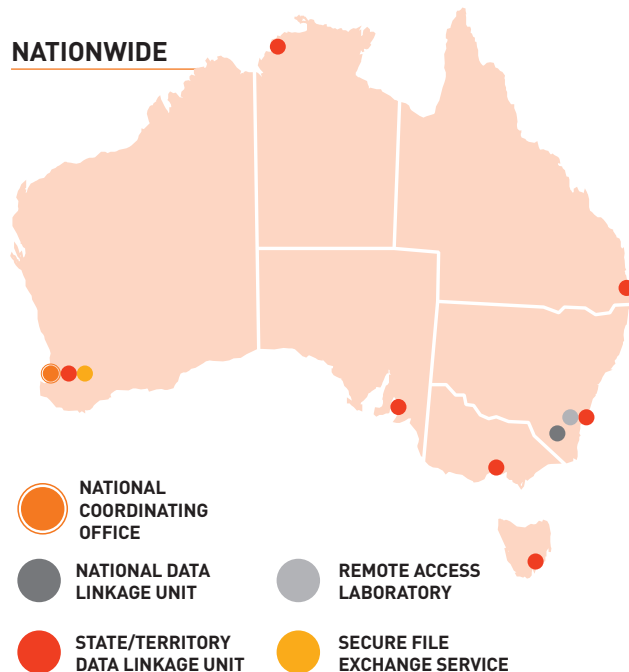 NATIONWIDE
NATIONAL
COORDINATING
OFFICE
NATIONAL DATA
LINKAGE UNIT
REMOTE ACCESS
LABORATORY
STATE/TERRITORY
DATA LINKAGE UNIT
SECURE FILE
EXCHANGE SERVICE